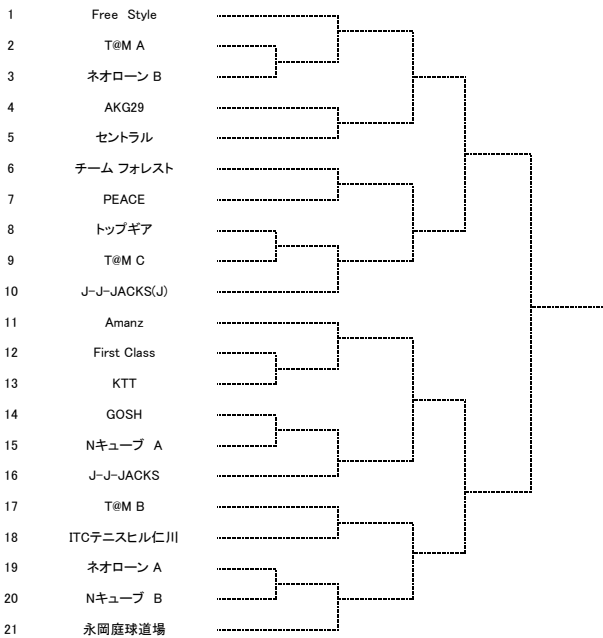 1 Free Style
2 T@M A
3 ネオローン B
4 AKG29
5 セントラル
6 チーム フォレスト
7 PEACE
8 トップギア
9 T@M C
10 J-J-JACKS(J)
11 Amanz
12 First Class
13 KTT
14 GOSH
15 Nキューブ A
16 J-J-JACKS
17 T@M B
18 ITCテニスヒル仁川
19 ネオローン A
20 Nキューブ B
21 永岡庭球道場